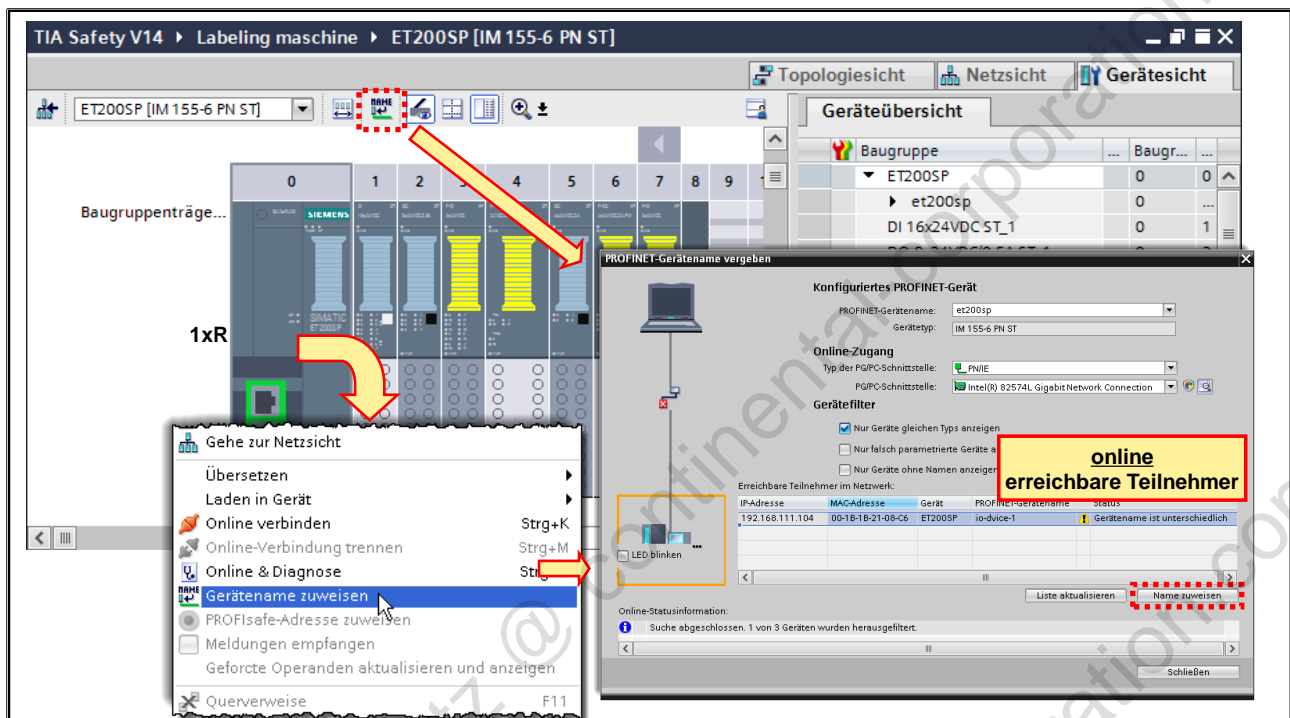 TIA Safety V14 ▸ Labeling maschine ▸ ET200SP [IM 155-6 PN ST]
Topologiesicht
Netzsicht
Gerätesicht
ET200SP [IM 155-6 PN ST]
NAME
Geräteübersicht
Baugruppe ... Baugr... ...
ET200SP 0 0
et200sp 0 ...
DI 16x24VDC ST_1 0 1
0 1 2 3 4 5 6 7 8 9
Baugruppenträge...
SIEMENS
SIMATIC
ET 200SP
1xR
Gehe zur Netzsicht
Übersetzen
Laden in Gerät
Online verbinden Strg+K
Online-Verbindung trennen Strg+M
Online & Diagnose
Gerätename zuweisen
PROFIsafe-Adresse zuweisen
Meldungen empfangen
Geforcte Operanden aktualisieren und anzeigen
Querverweise F11
PROFINET-Gerätename vergeben
Konfiguriertes PROFINET-Gerät
PROFINET-Gerätename: et200sp
Gerätetyp: IM 155-6 PN ST
Online-Zugang
Typ der PG/PC-Schnittstelle: PN/IE
PG/PC-Schnittstelle: Intel(R) 82574L Gigabit Network Connection
Gerätefilter
Nur Geräte gleichen Typs anzeigen
Nur falsch parametrierte Geräte
Nur Geräte ohne Namen anzeigen
online
erreichbare Teilnehmer
Erreichbare Teilnehmer im Netzwerk:
IP-Adresse MAC-Adresse Gerät PROFINET-Gerätename Status
192.168.111.104 00-1B-1B-21-08-C6 ET200SP io-dvice-1 Gerätename ist unterschiedlich
LED blinken
Liste aktualisieren
Name zuweisen
Online-Statusinformation:
Suche abgeschlossen. 1 von 3 Geräten wurden herausgefiltert.
Schließen
@ continental-corporation.com